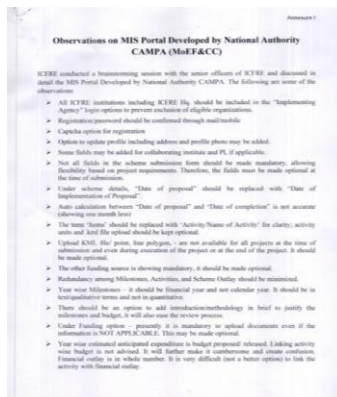 Annexure I
Observations on MIS Portal Developed by National Authority
CAMPA (MoEF&CC)
ICFRE conducted a brainstorming session with the senior officers of ICFRE and discussed in
detail the MIS Portal Developed by National Authority CAMPA. The following are some of the
observations
➢ All ICFRE institutions including ICFRE Hq. should be included in the "Implementing
Agency" login options to prevent exclusion of eligible organizations.
➢ Registration/password should be confirmed through mail/mobile
➢ Captcha option for registration
➢ Option to update profile including address and profile photo may be added.
➢ Some fields may be added for collaborating institute and PI, if applicable.
➢ Not all fields in the scheme submission form should be made mandatory, allowing
flexibility based on project requirements. Therefore, the fields must be made optional at
the time of submission.
➢ Under scheme details, "Date of proposal" should be replaced with "Date of
Implementation of Proposal".
➢ Auto calculation between "Date of proposal" and "Date of completion" is not accurate
(showing one month less)
➢ The term 'Items' should be replaced with 'Activity/Name of Activity' for clarity; activity
units and .kml file upload should be kept optional.
➢ Upload KML file/ point, line polygon, - are not available for all projects at the time of
submission and even during execution of the project or at the end of the project. It should
be made optional.
➢ The other funding source is showing mandatory, it should be made optional.
➢ Redundancy among Milestones, Activities, and Scheme Outlay should be minimized.
➢ Year wise Milestones - it should be financial year and not calendar year. It should be in
text/qualitative terms and not in quantitative.
➢ There should be an option to add introduction/methodology in brief to justify the
milestones and budget, it will also ease the review process.
➢ Under Funding option - presently it is mandatory to upload documents even if the
information is NOT APPLICABLE. This may be made optional.
➢ Year wise estimated anticipated expenditure is budget proposed/ released. Linking activity
wise budget is not advised. It will further make it cumbersome and create confusion.
Financial outlay is in whole number. It is very difficult (not a better option) to link the
activity with financial outlay.